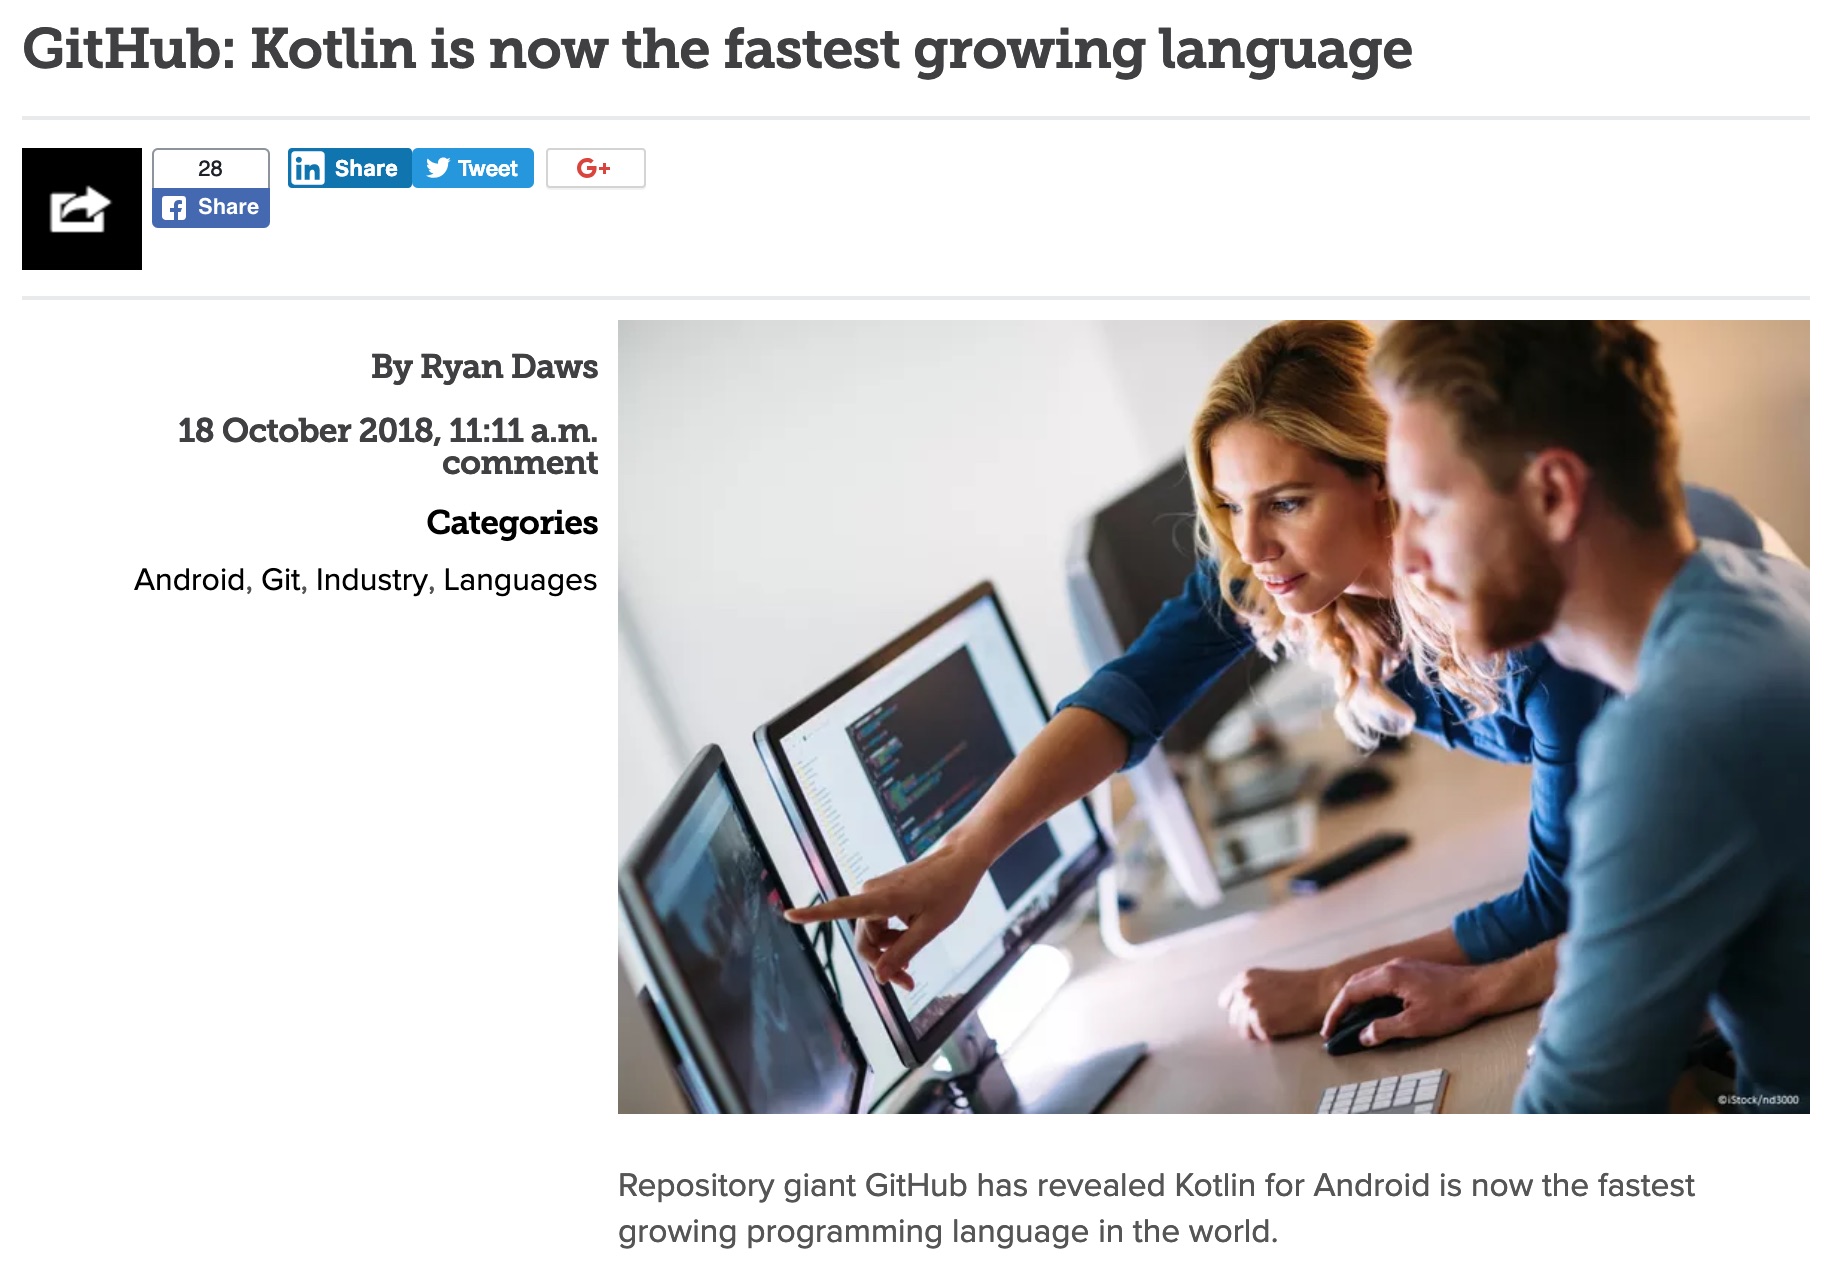 GitHub: Kotlin is now the fastest growing language
28
Share
Share
Tweet
G+
By Ryan Daws
18 October 2018, 11:11 a.m.
comment
Categories
Android, Git, Industry, Languages
©iStock/nd3000
Repository giant GitHub has revealed Kotlin for Android is now the fastest
growing programming language in the world.